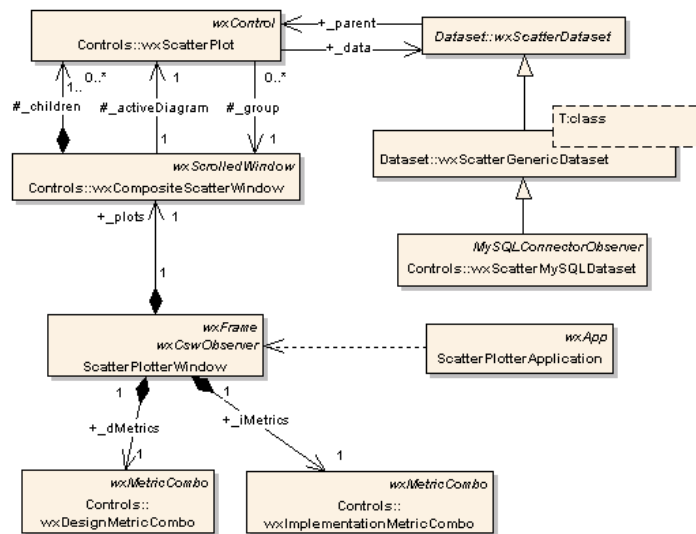 wxControl
Controls::wxScatterPlot
+_parent
+_data
Dataset::wxScatterDataset
1..
0..*
1
0..*
#_children
#_activeDiagram
#_group
1
1
T:class
Dataset::wxScatterGenericDataset
wxScrolledWindow
Controls::wxCompositeScatterWindow
+_plots
1
MySQLConnectorObserver
Controls::wxScatterMySQLDataset
1
wxFrame
wxCswObserver
ScatterPlotterWindow
wxApp
ScatterPlotterApplication
1
1
+_dMetrics
+_iMetrics
1
1
wxMetricCombo
Controls::
wxDesignMetricCombo
wxMetricCombo
Controls::
wxImplementationMetricCombo